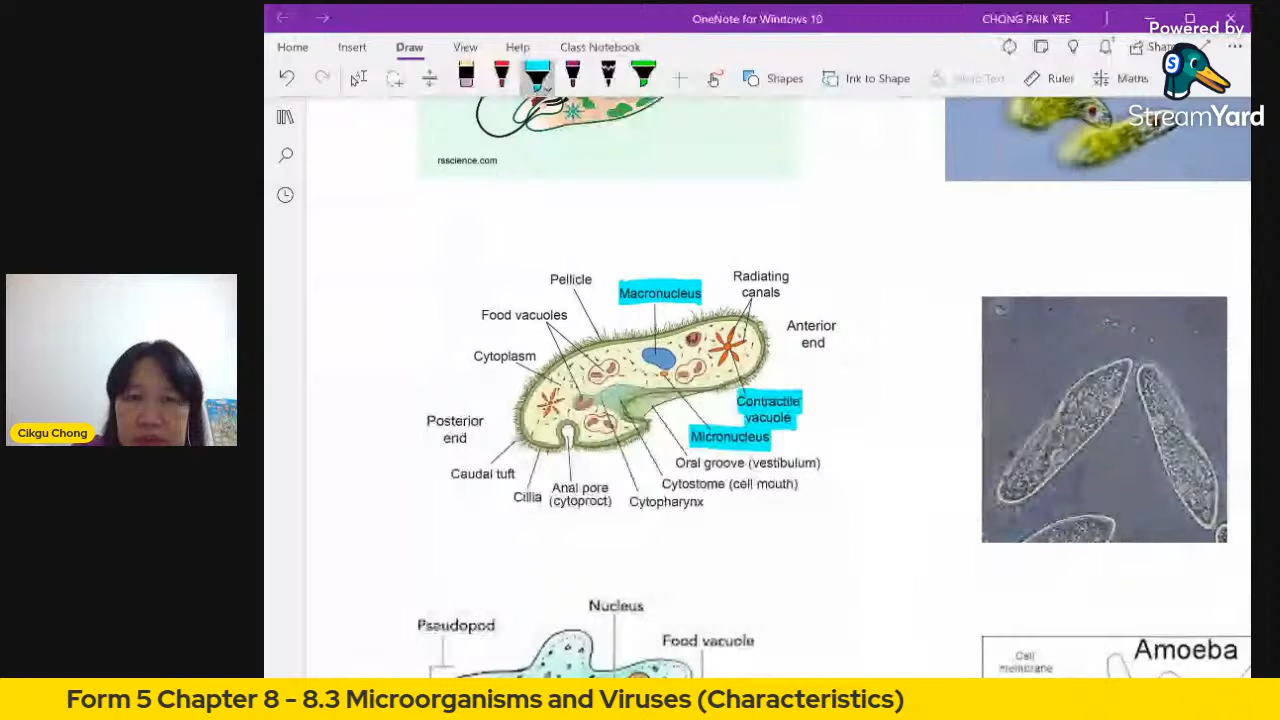 OneNote for Windows 10
CHONG PAIK YEE
Powered by
StreamYard
Home
Insert
Draw
View
Help
Class Notebook
Shapes
Ink to Shape
Ruler
Maths
rsscience.com
Pellicle
Macronucleus
Radiating
canals
Food vacuoles
Anterior
end
Cytoplasm
Contractile
vacuole
Posterior
end
Micronucleus
Oral groove (vestibulum)
Caudal tuft
Cytostome (cell mouth)
Cillia
Anal pore
(cytoproct)
Cytopharynx
Cikgu Chong
Nucleus
Pseudopod
Food vacuole
Amoeba
Cell
membrane
Form 5 Chapter 8 - 8.3 Microorganisms and Viruses (Characteristics)